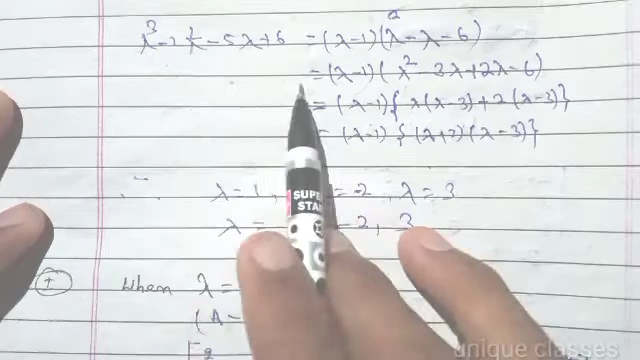 λ³-2λ²-5λ+6 = (λ-1)(λ²-λ-6)
= (λ-1)(λ²-3λ+2λ-6)
= (λ-1){λ(λ-3)+2(λ-3)}
= (λ-1){(λ+2)(λ-3)}
∴ λ=1, =-2, λ=3
λ= -2, 3
When λ=
(A-
SUPER
STA
unique classes